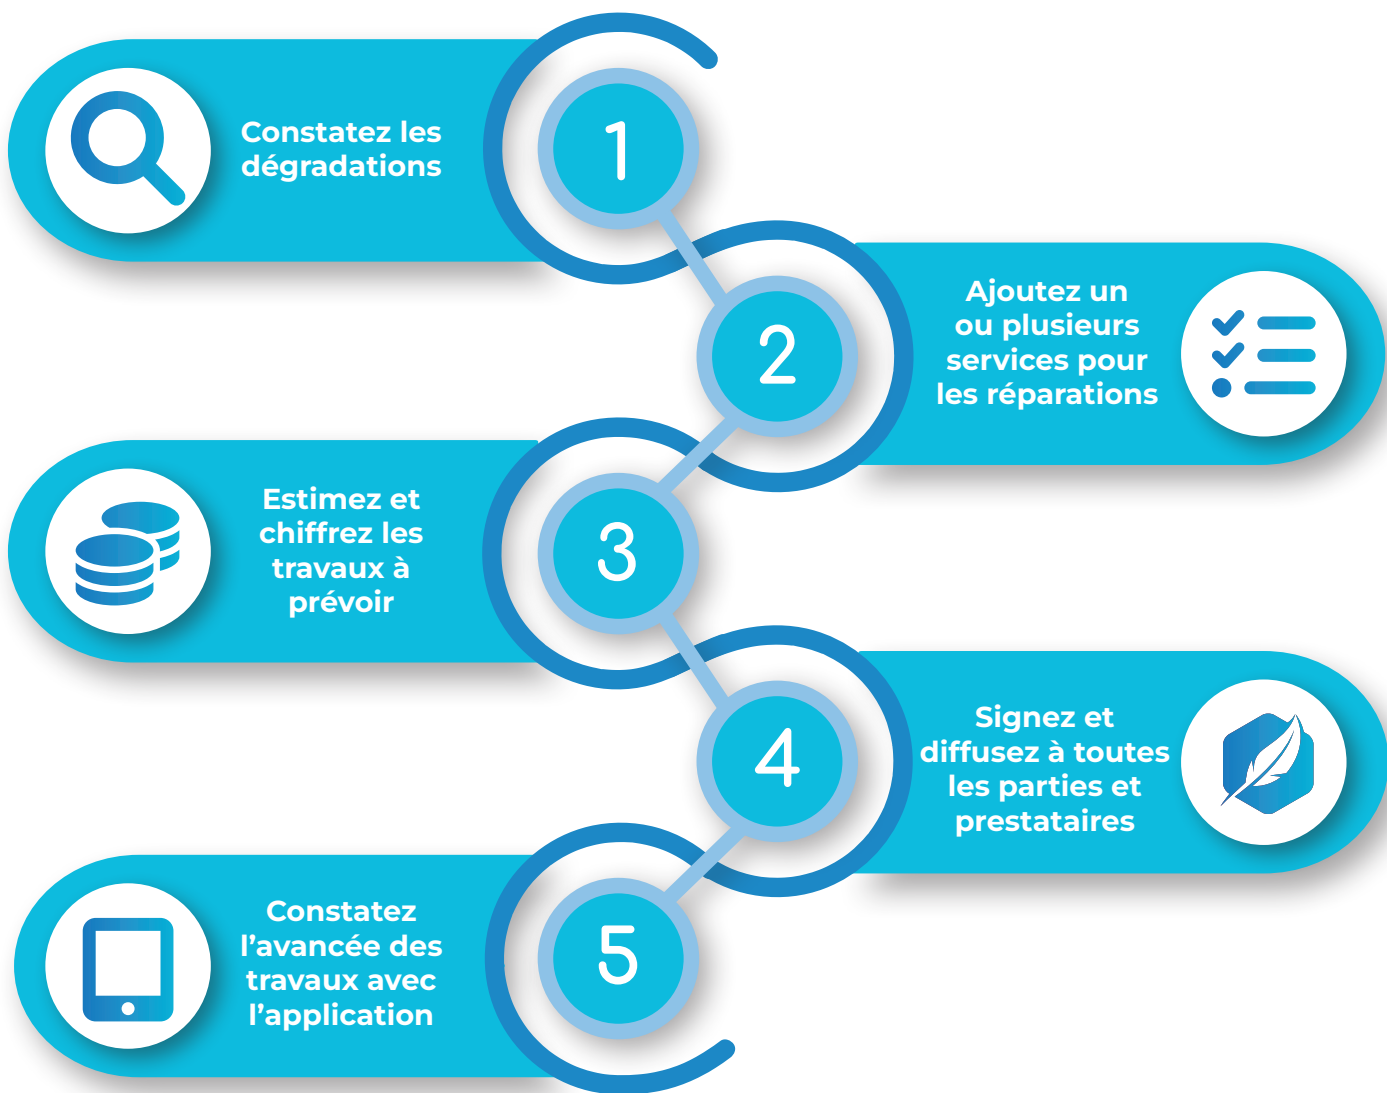 Constatez les
dégradations
1
2
Ajoutez un
ou plusieurs
services pour
les réparations
Estimez et
chiffrez les
travaux à
prévoir
3
4
Signez et
diffusez à toutes
les parties et
prestataires
Constatez
l’avancée des
travaux avec
l’application
5